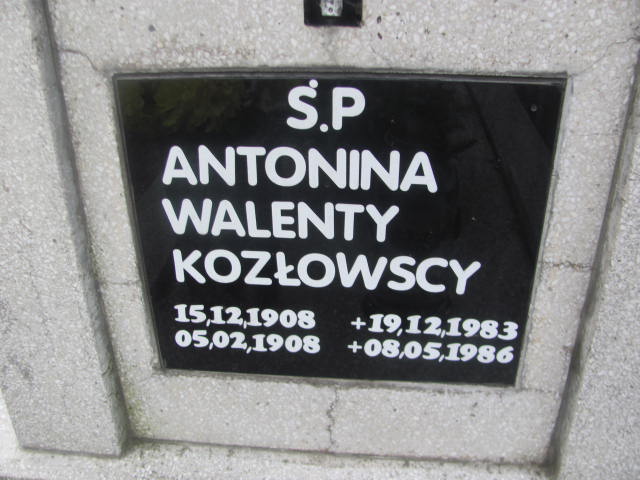 Ś.P
ANTONINA
WALENTY
KOZŁOWSCY
15,12,1908 +19,12,1983
05,02,1908 +08,05,1986